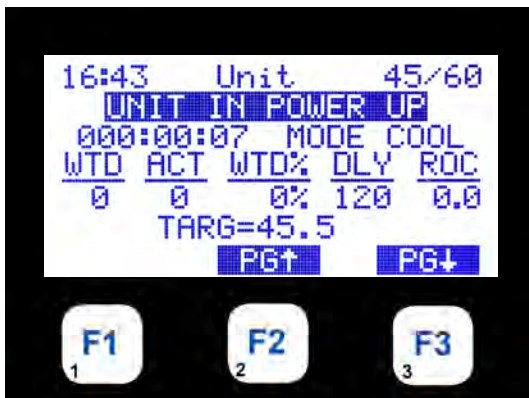 16:43 Unit 45/60
UNIT IN POWER UP
000:00:07 MODE COOL
WTD ACT WTD% DLY ROC
0 0 0% 120 0.0
TARG=45.5
PG↑ PG↓
F1 F2 F3
1 2 3